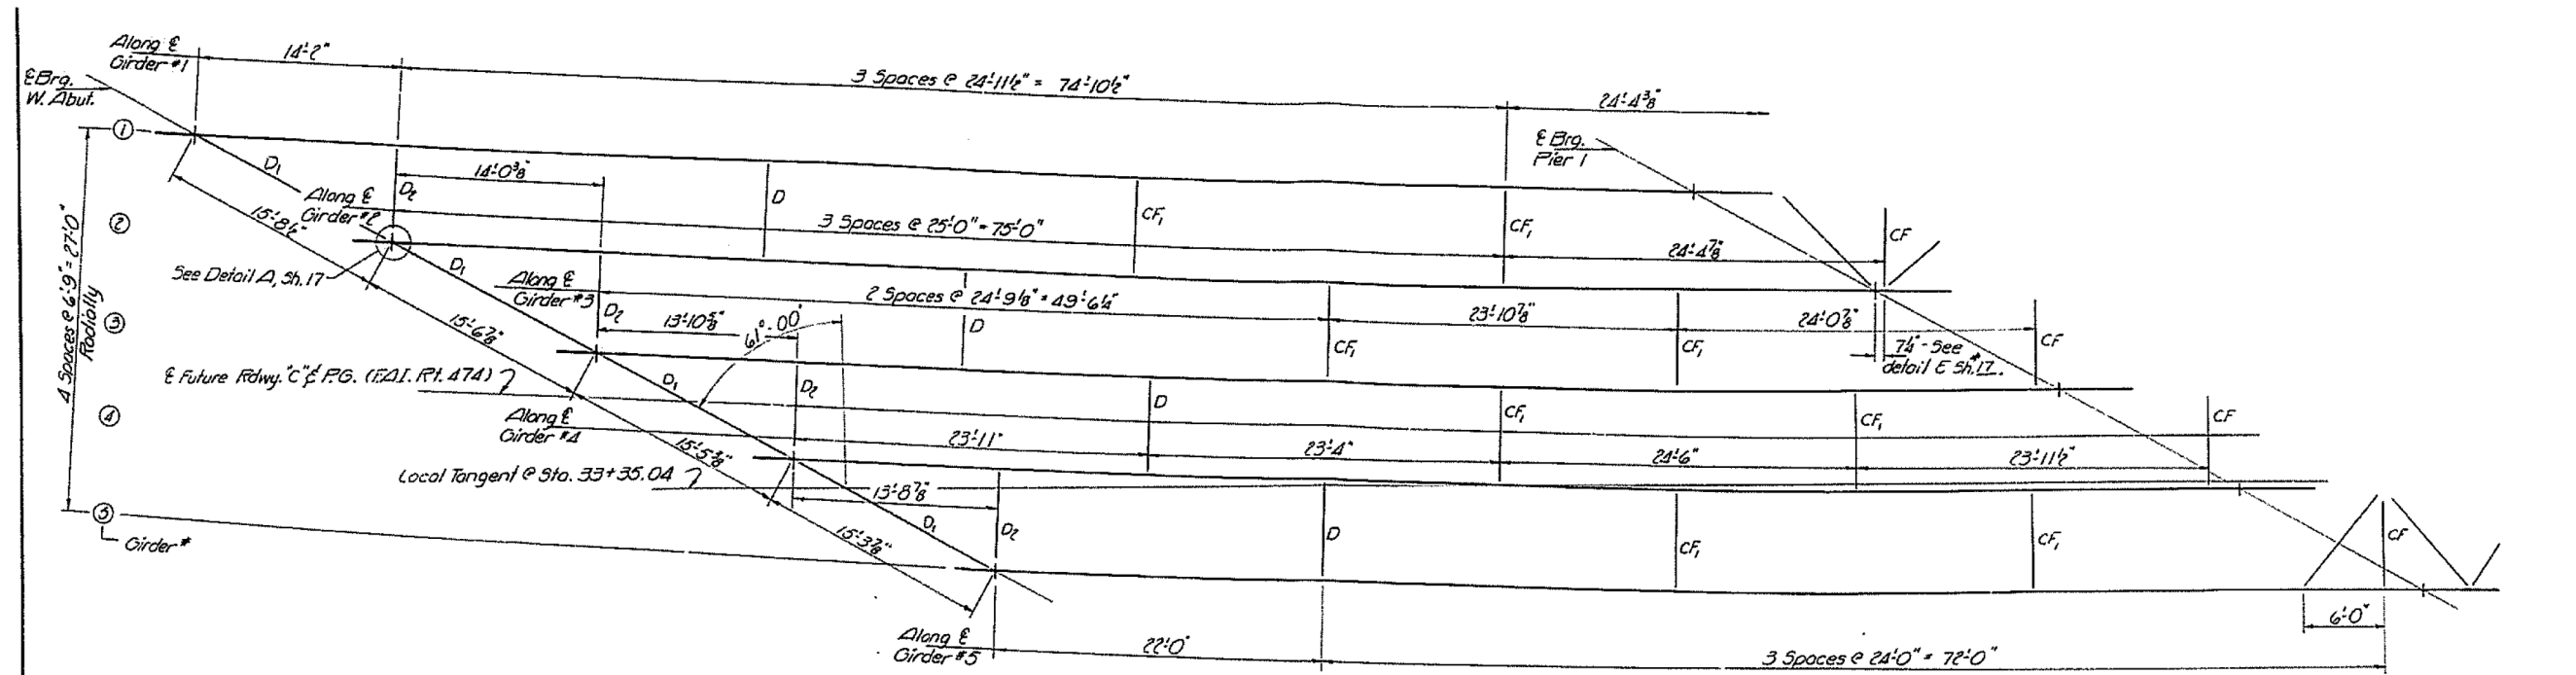 Along ℄
Girder #1
14'-2"
3 Spaces @ 24'-11½" = 74'-10½"
24'-4⅜"
℄ Brg.
W. Abut.
℄ Brg.
Pier 1
①
D₁
14'-0⅜"
D₂
D
CF₁
CF₁
CF
Along ℄
Girder #2
3 Spaces @ 25'-0" = 75'-0"
24'-4⅞"
②
15'-8½"
See Detail A, Sh. 17
D₁
Along ℄
Girder #3
2 Spaces @ 24'-9⅛" = 49'-6¼"
23'-10⅞"
24'-0⅞"
4 Spaces @ 6'-9" = 27'-0"
Radially
③
15'-6⅞"
D₂
13'-10⅝"
61°-00'
D
CF₁
CF₁
CF
7¼" - See
detail E Sh. #17.
℄ Future Rdwy. "C" & P.G. (F.A.I. Rt. 474)
D₁
D₂
D
CF₁
CF₁
CF
④
Along ℄
Girder #4
15'-5⅜"
23'-11"
23'-4"
24'-6"
23'-11½"
Local Tangent @ Sta. 33+35.04
13'-8⅞"
⑤
Girder #
15'-3⅞"
D₁
D₂
D
CF₁
CF₁
CF
6'-0"
Along ℄
Girder #5
22'-0"
3 Spaces @ 24'-0" = 72'-0"